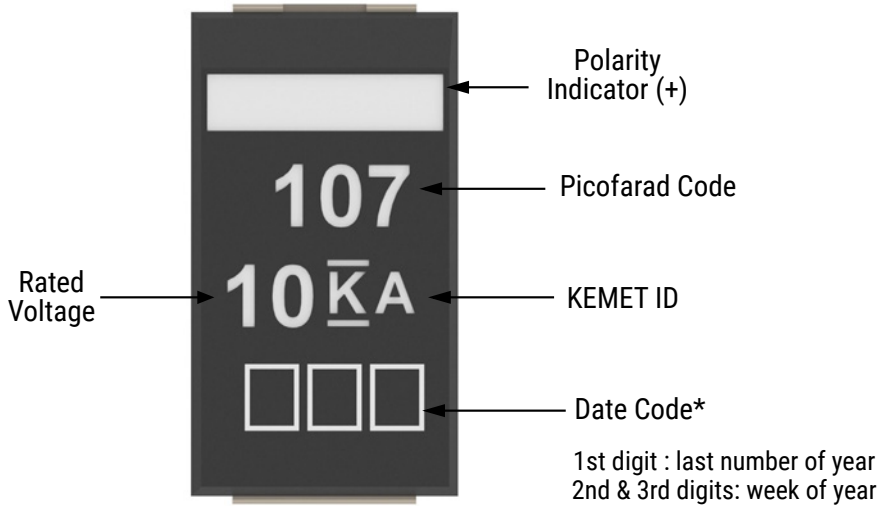 Polarity
Indicator (+)
107
Picofarad Code
Rated
Voltage
10 K A
KEMET ID
Date Code*
1st digit : last number of year
2nd & 3rd digits: week of year